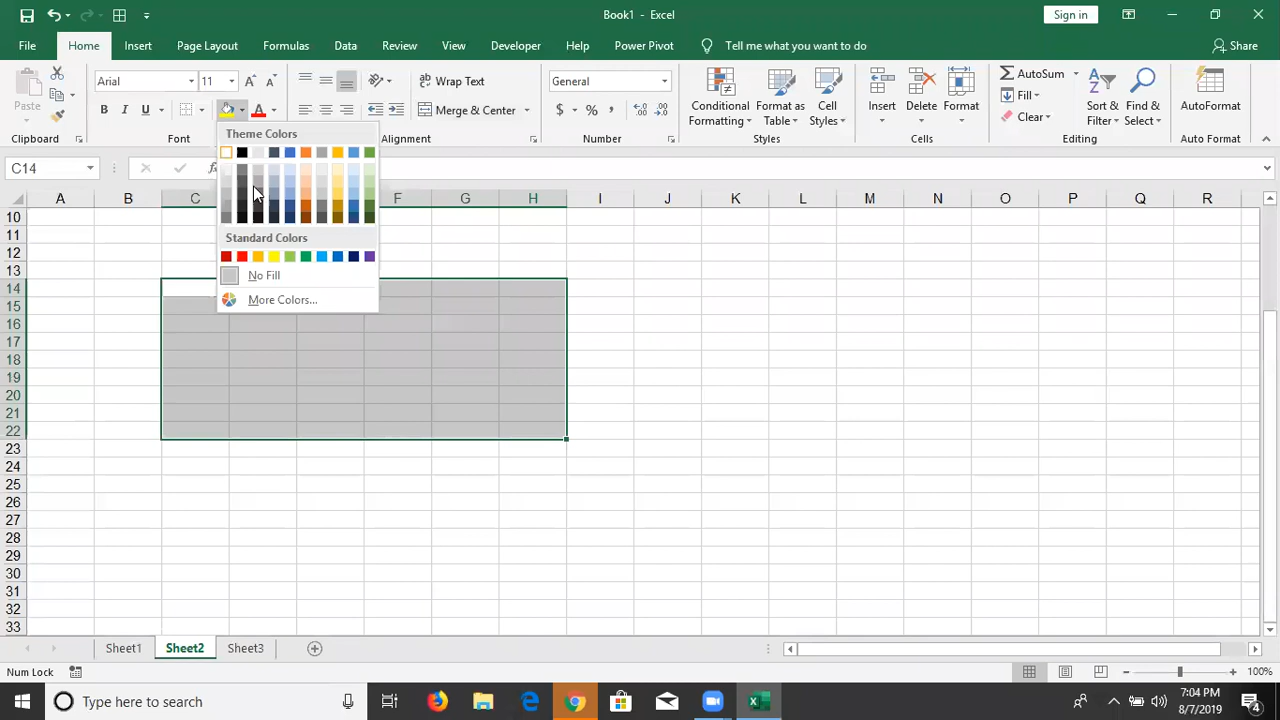 Book1 - Excel
Sign in
File Home Insert Page Layout Formulas Data Review View Developer Help Power Pivot Tell me what you want to do Share
Paste
Arial 11
B I U
Wrap Text
Merge & Center
General
$ % ,
Conditional Formatting
Format as Table
Cell Styles
Insert
Delete
Format
AutoSum
Fill
Clear
Sort & Filter
Find & Select
AutoFormat
Clipboard Font Alignment Number Styles Cells Editing
Theme Colors
C14
A B C F G H I J K L M N O P Q R
10
11
12
13
14
15
16
17
18
19
20
21
22
23
24
25
26
27
28
29
30
31
32
33
Standard Colors
No Fill
More Colors...
Sheet1 Sheet2 Sheet3
Num Lock
100%
Type here to search
7:04 PM
8/7/2019
4